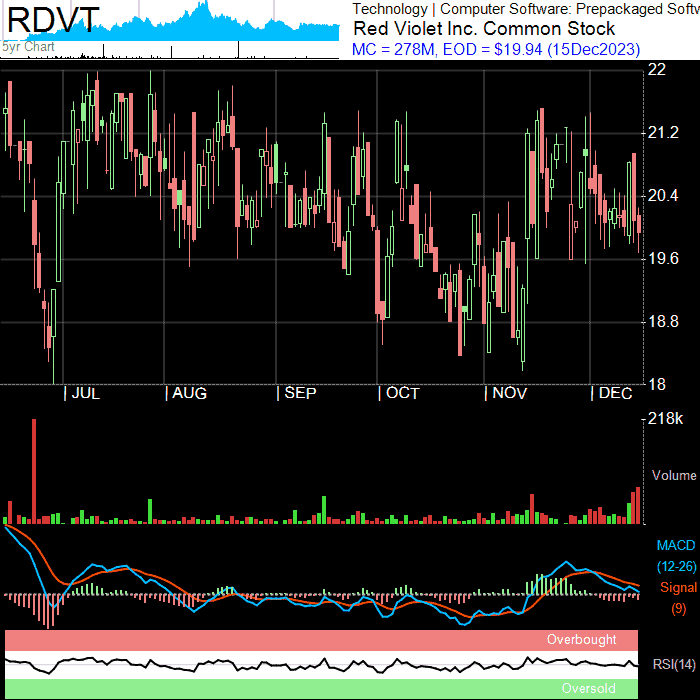 RDVT
5yr Chart
Technology | Computer Software: Prepackaged Softw
Red Violet Inc. Common Stock
MC = 278M, EOD = $19.94 (15Dec2023)
22
21.2
20.4
19.6
18.8
18
| JUL | AUG | SEP | OCT | NOV | DEC
218k
Volume
MACD
(12-26)
Signal
(9)
Overbought
RSI(14)
Oversold